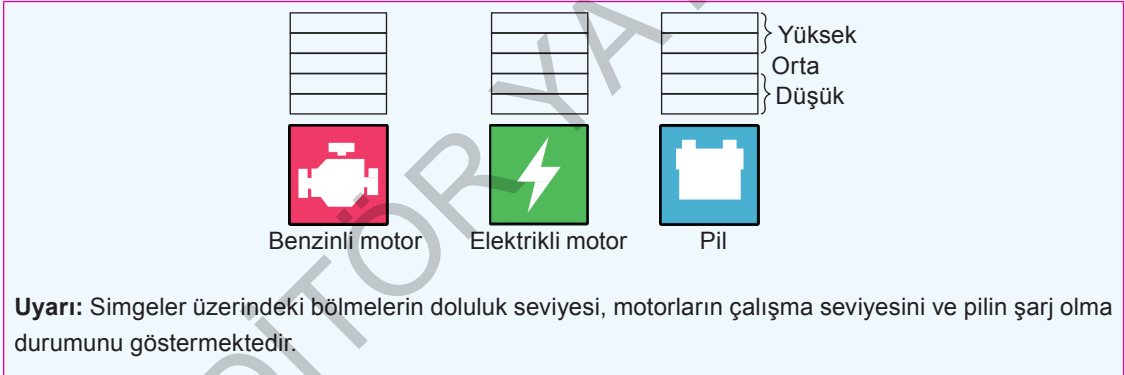 Yüksek
Orta
Düşük
Benzinli motor Elektrikli motor Pil
Uyarı: Simgeler üzerindeki bölmelerin doluluk seviyesi, motorların çalışma seviyesini ve pilin şarj olma
durumunu göstermektedir.